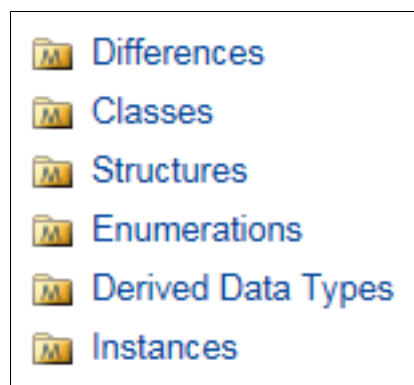 Differences
Classes
Structures
Enumerations
Derived Data Types
Instances